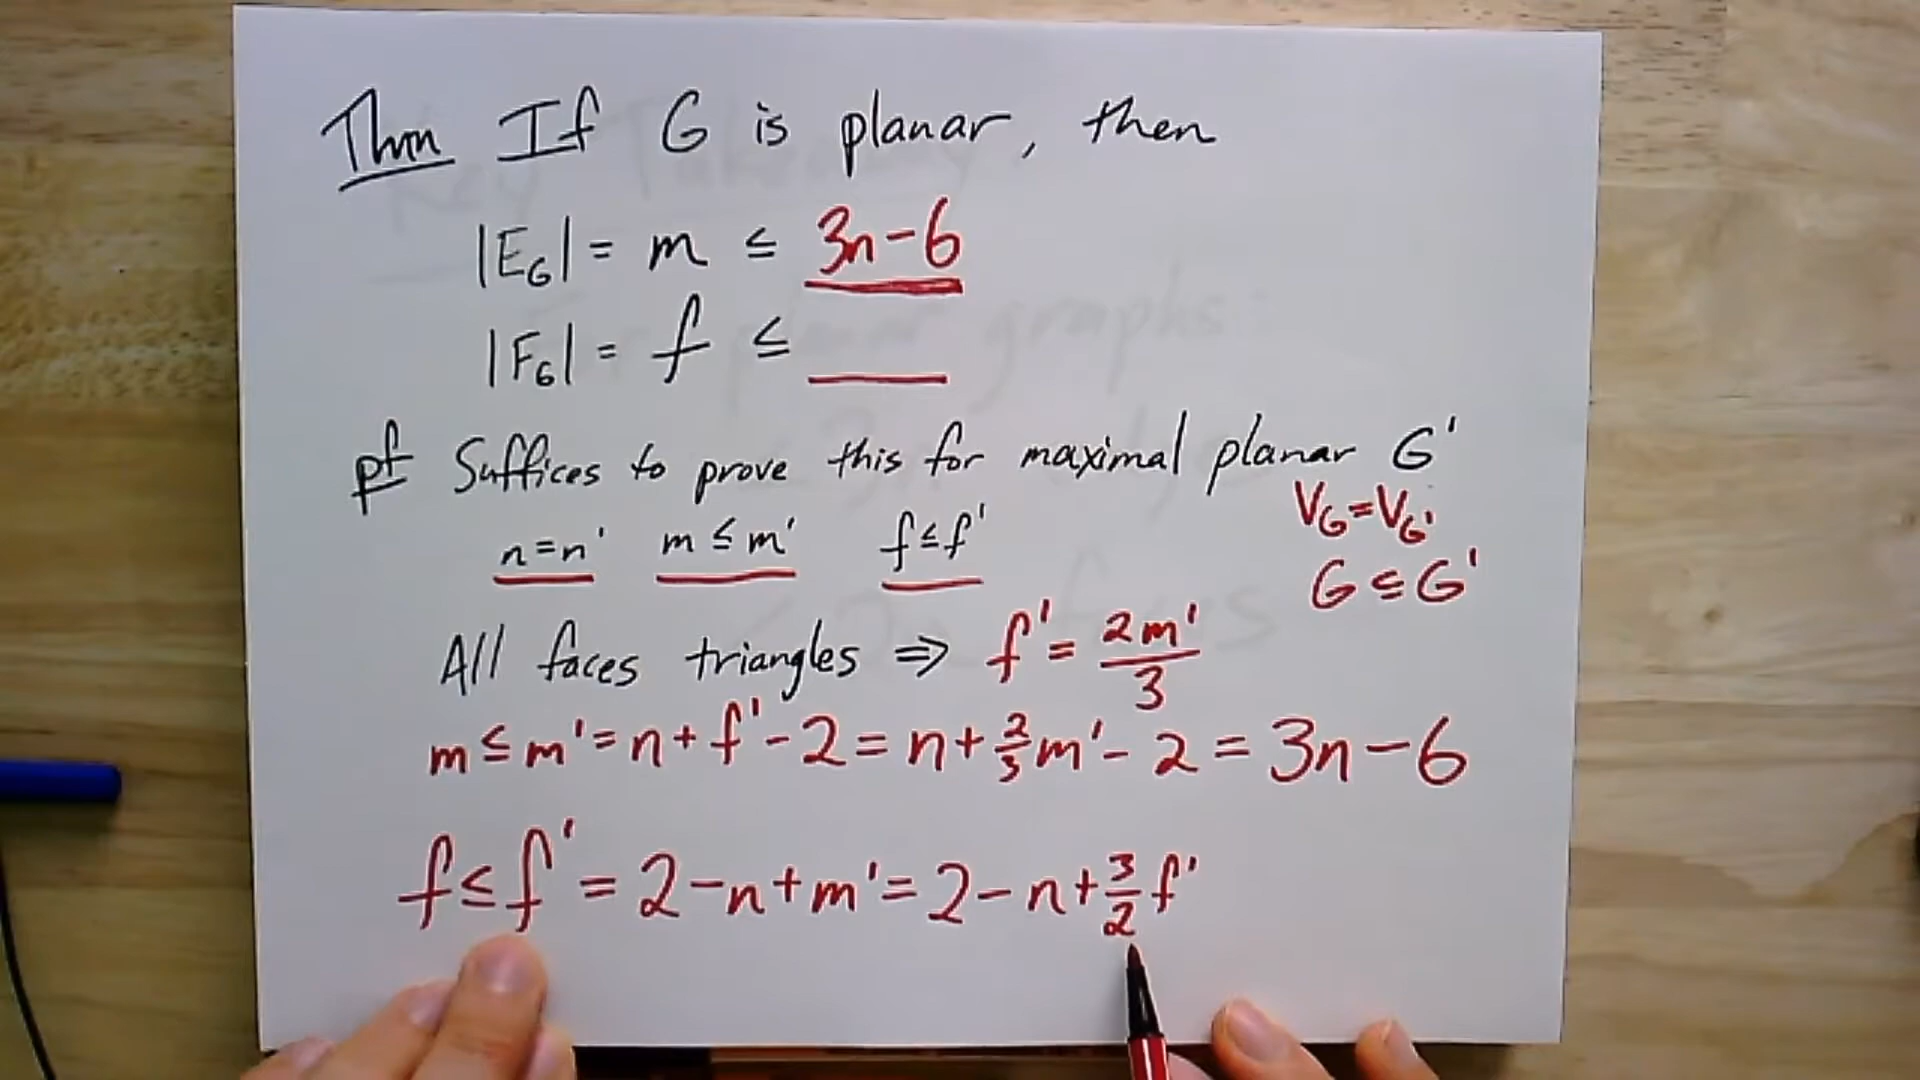 Thm If G is planar, then
|E_G| = m ≤ 3n-6
|F_G| = f ≤ ___
pf Suffices to prove this for maximal planar G'
V_G = V_G'
n=n' m ≤ m' f ≤ f'
G ⊆ G'
All faces triangles ⇒ f' = 2m'/3
m ≤ m' = n + f' - 2 = n + 2/3 m' - 2 = 3n - 6
f ≤ f' = 2 - n + m' = 2 - n + 3/2 f'